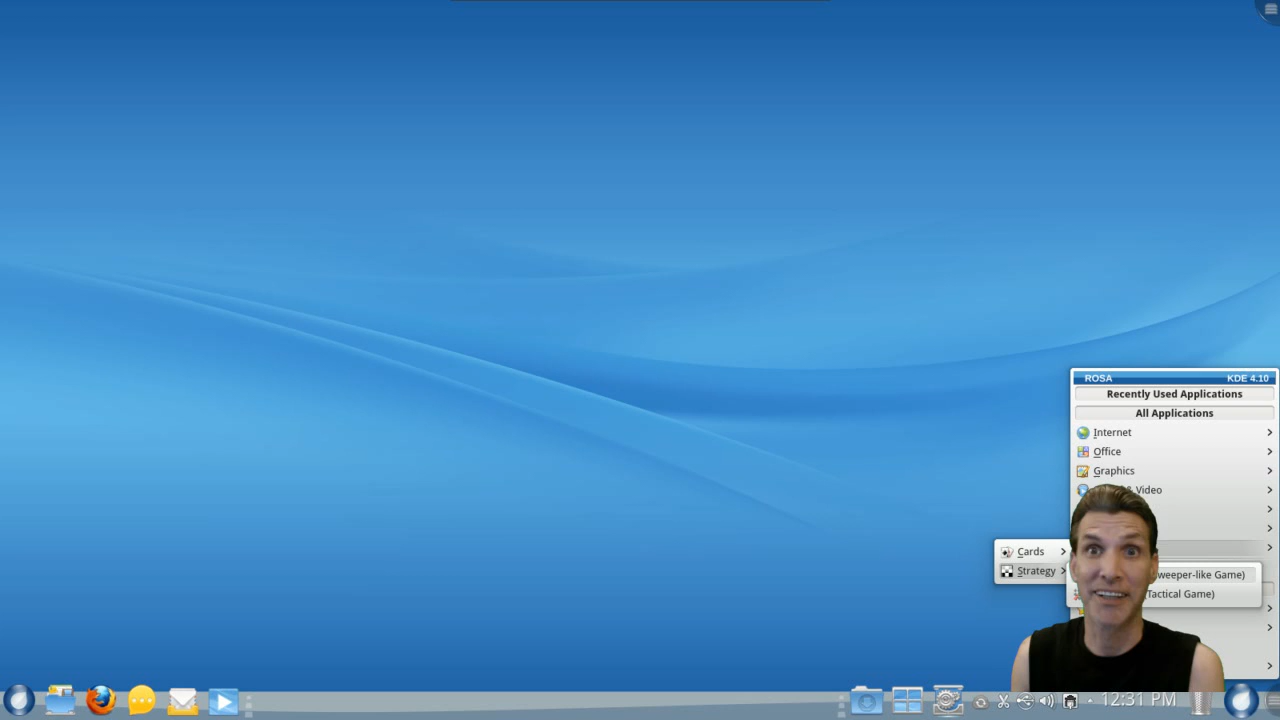 ROSA KDE 4.10
Recently Used Applications
All Applications
Internet
Office
Graphics
Video
Cards
Strategy
weeper-like Game)
Tactical Game)
12:31 PM